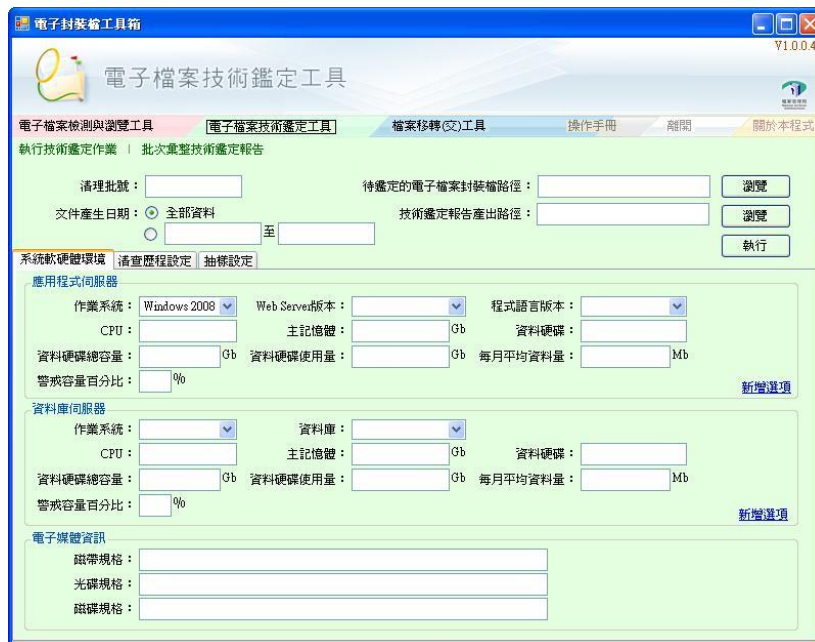 電子封裝檔工具箱
V1.0.0.4
電子檔案技術鑑定工具
電子檔案檢測與瀏覽工具 電子檔案技術鑑定工具 檔案移轉(交)工具 操作手冊 離開 關於本程式
執行技術鑑定作業 | 批次彙整技術鑑定報告
清理批號： 待鑑定的電子檔案封裝檔路徑： 瀏覽
文件產生日期： 全部資料 技術鑑定報告產出路徑： 瀏覽
至
執行
系統軟硬體環境 清查歷程設定 抽樣設定
應用程式伺服器
作業系統： Windows 2008 Web Server版本： 程式語言版本：
CPU： 主記憶體： Gb 資料硬碟：
資料硬碟總容量： Gb 資料硬碟使用量： Gb 每月平均資料量： Mb
警戒容量百分比： %
新增選項
資料庫伺服器
作業系統： 資料庫：
CPU： 主記憶體： Gb 資料硬碟：
資料硬碟總容量： Gb 資料硬碟使用量： Gb 每月平均資料量： Mb
警戒容量百分比： %
新增選項
電子媒體資訊
磁帶規格：
光碟規格：
磁碟規格：